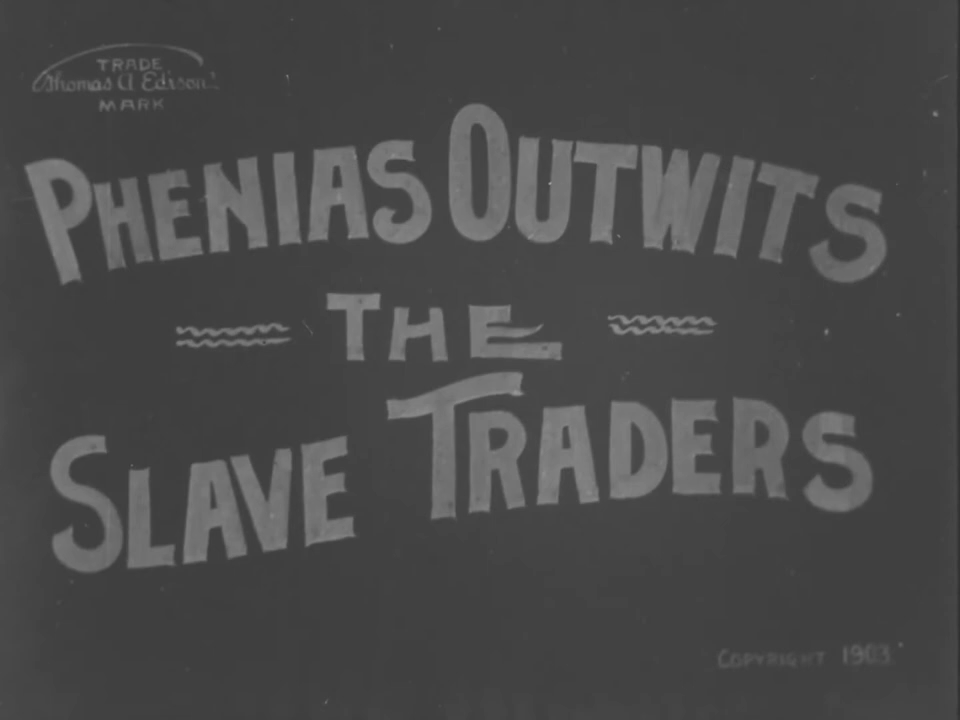 TRADE
Thomas A Edison
MARK
PHENIAS OUTWITS
THE
SLAVE TRADERS
COPYRIGHT 1903